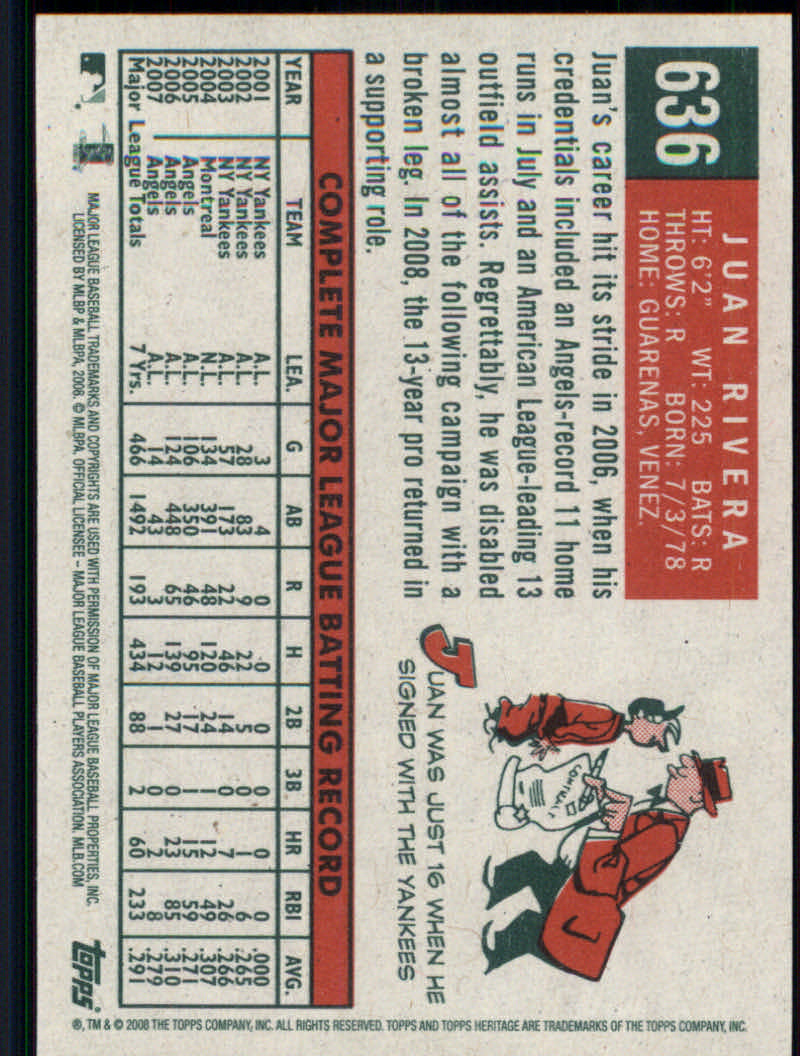 636
JUAN RIVERA
HT: 6'2" WT: 225 BATS: R
THROWS: R BORN: 7/3/78
HOME: GUARENAS, VENEZ.
Juan's career hit its stride in 2006, when his
credentials included an Angels-record 11 home
runs in July and an American League-leading 13
outfield assists. Regrettably, he was disabled
almost all of the following campaign with a
broken leg. In 2008, the 13-year pro returned in
a supporting role.
CONTRACT
J
JUAN WAS JUST 16 WHEN HE
SIGNED WITH THE YANKEES
COMPLETE MAJOR LEAGUE BATTING RECORD
YEAR TEAM LEA. G AB R H 2B 3B HR RBI AVG.
2001 NY Yankees A.L. 3 4 0 0 0 0 0 0 .000
2002 NY Yankees A.L. 28 83 9 22 5 0 1 6 .265
2003 NY Yankees A.L. 57 173 22 46 14 0 7 26 .266
2004 Montreal N.L. 134 391 48 120 24 1 12 49 .307
2005 Angels A.L. 106 350 46 95 17 1 15 59 .271
2006 Angels A.L. 124 448 65 139 27 0 23 85 .310
2007 Angels A.L. 14 43 3 12 1 0 2 8 .279
Major League Totals 7 Yrs. 466 1492 193 434 88 2 60 233 .291
MAJOR LEAGUE BASEBALL TRADEMARKS AND COPYRIGHTS ARE USED WITH PERMISSION OF MAJOR LEAGUE BASEBALL PROPERTIES, INC.
LICENSED BY MLBP & MLBPA, 2008. © MLBPA, OFFICIAL LICENSEE – MAJOR LEAGUE BASEBALL PLAYERS ASSOCIATION. MLB.COM
topps
®, TM & © 2008 THE TOPPS COMPANY, INC. ALL RIGHTS RESERVED. TOPPS AND TOPPS HERITAGE ARE TRADEMARKS OF THE TOPPS COMPANY, INC.